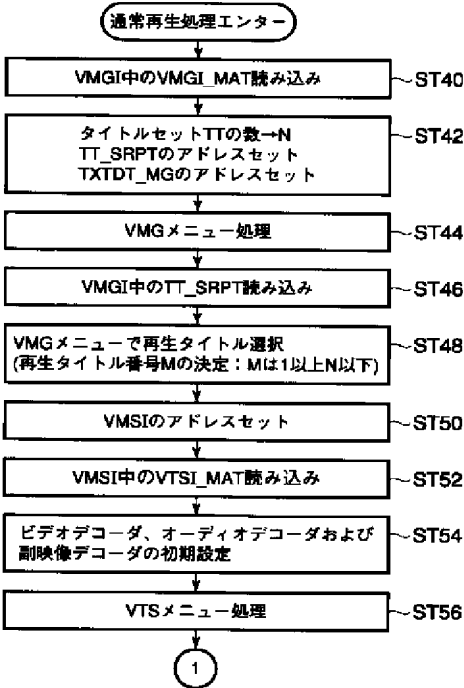 通常再生処理エンター
VMGI中のVMGI_MAT読み込み
ST40
タイトルセットTTの数→N
TT_SRPTのアドレスセット
TXTDT_MGのアドレスセット
ST42
VMGメニュー処理
ST44
VMGI中のTT_SRPT読み込み
ST46
VMGメニューで再生タイトル選択
(再生タイトル番号Mの決定：Mは1以上N以下)
ST48
VMSIのアドレスセット
ST50
VMSI中のVTSI_MAT読み込み
ST52
ビデオデコーダ、オーディオデコーダおよび
副映像デコーダの初期設定
ST54
VTSメニュー処理
ST56
1